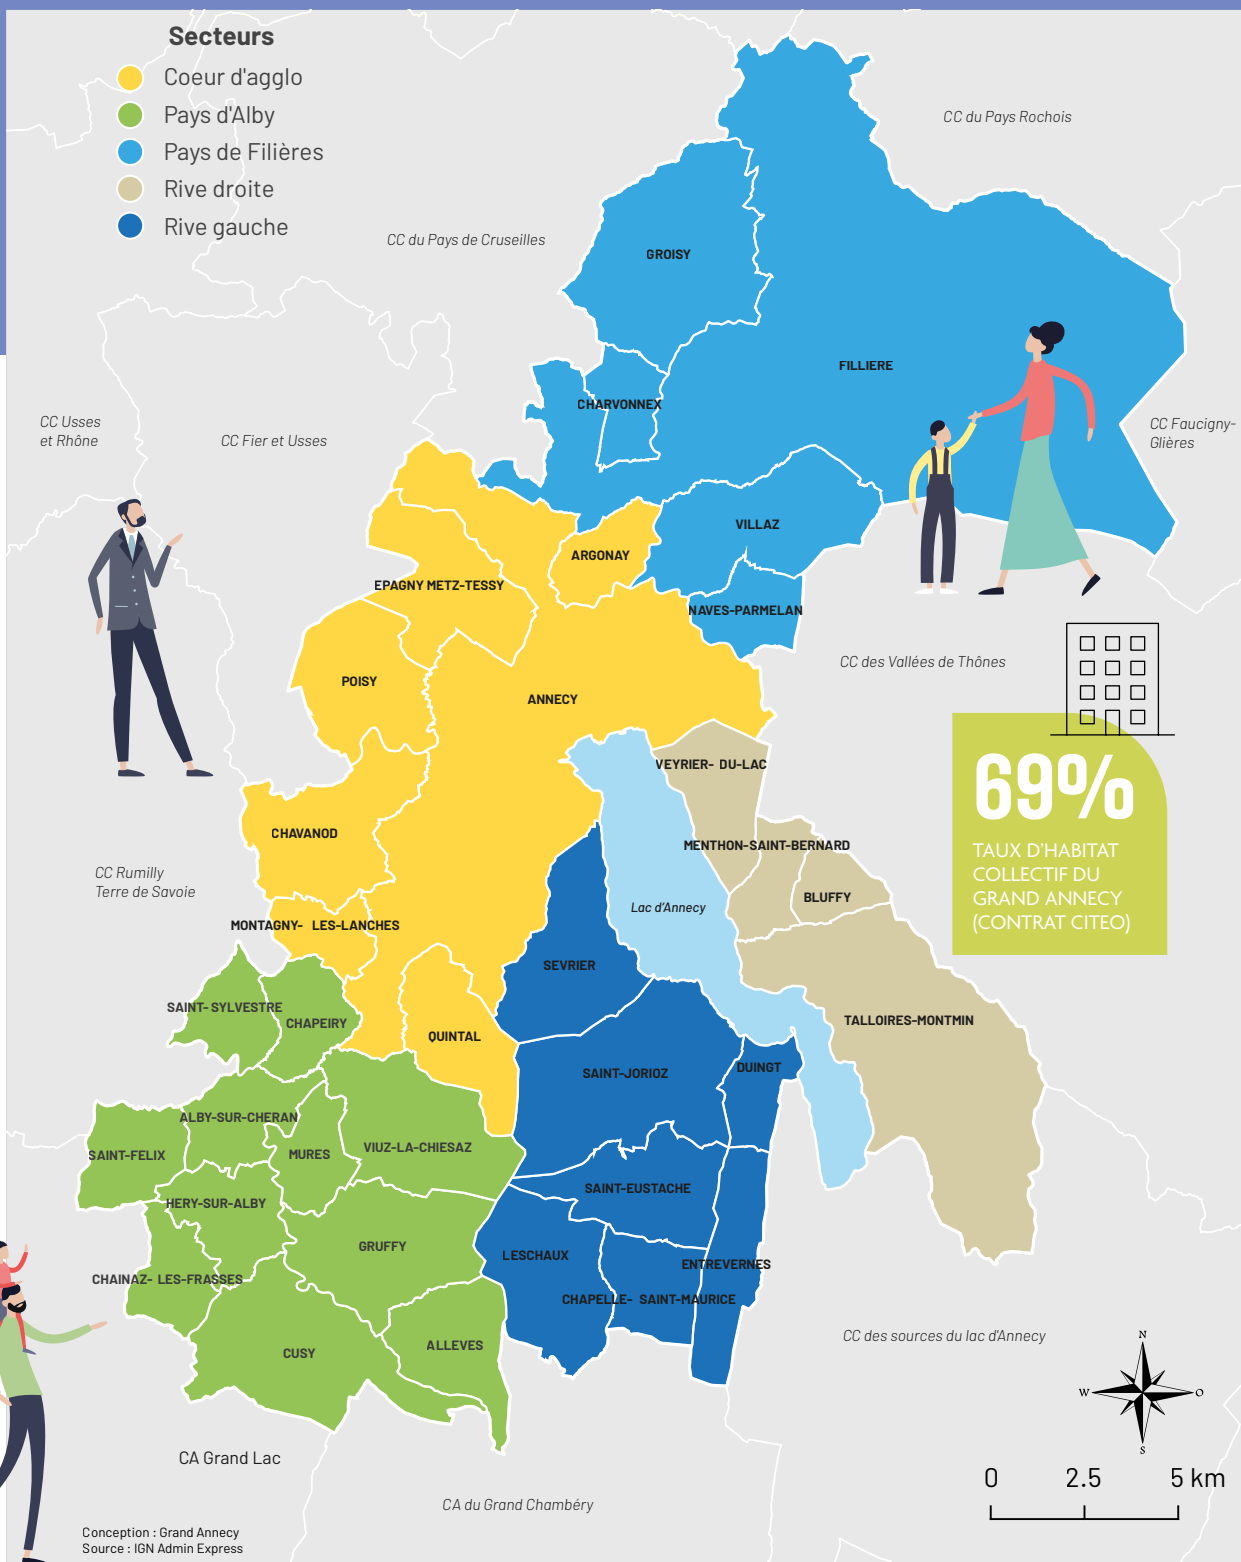 Secteurs
Coeur d'agglo
Pays d'Alby
Pays de Filières
Rive droite
Rive gauche
CC du Pays Rochois
CC du Pays de Cruseilles
GROISY
FILLIERE
CHARVONNEX
CC Usses
et Rhône
CC Fier et Usses
CC Faucigny-
Glières
VILLAZ
ARGONAY
EPAGNY METZ-TESSY
NAVES-PARMELAN
CC des Vallées de Thônes
POISY
ANNECY
VEYRIER- DU-LAC
69%
TAUX D'HABITAT
COLLECTIF DU
GRAND ANNECY
(CONTRAT CITEO)
CHAVANOD
MENTHON-SAINT-BERNARD
CC Rumilly
Terre de Savoie
BLUFFY
Lac d'Annecy
MONTAGNY- LES-LANCHES
SEVRIER
SAINT- SYLVESTRE
CHAPEIRY
TALLOIRES-MONTMIN
QUINTAL
SAINT-JORIOZ
DUINGT
ALBY-SUR-CHERAN
SAINT-FELIX
MURES
VIUZ-LA-CHIESAZ
SAINT-EUSTACHE
HERY-SUR-ALBY
GRUFFY
LESCHAUX
ENTREVERNES
CHAINAZ- LES-FRASSES
CHAPELLE- SAINT-MAURICE
CC des sources du lac d'Annecy
ALLEVES
CUSY
N
W
O
S
CA Grand Lac
0 2.5 5 km
CA du Grand Chambéry
Conception : Grand Annecy
Source : IGN Admin Express